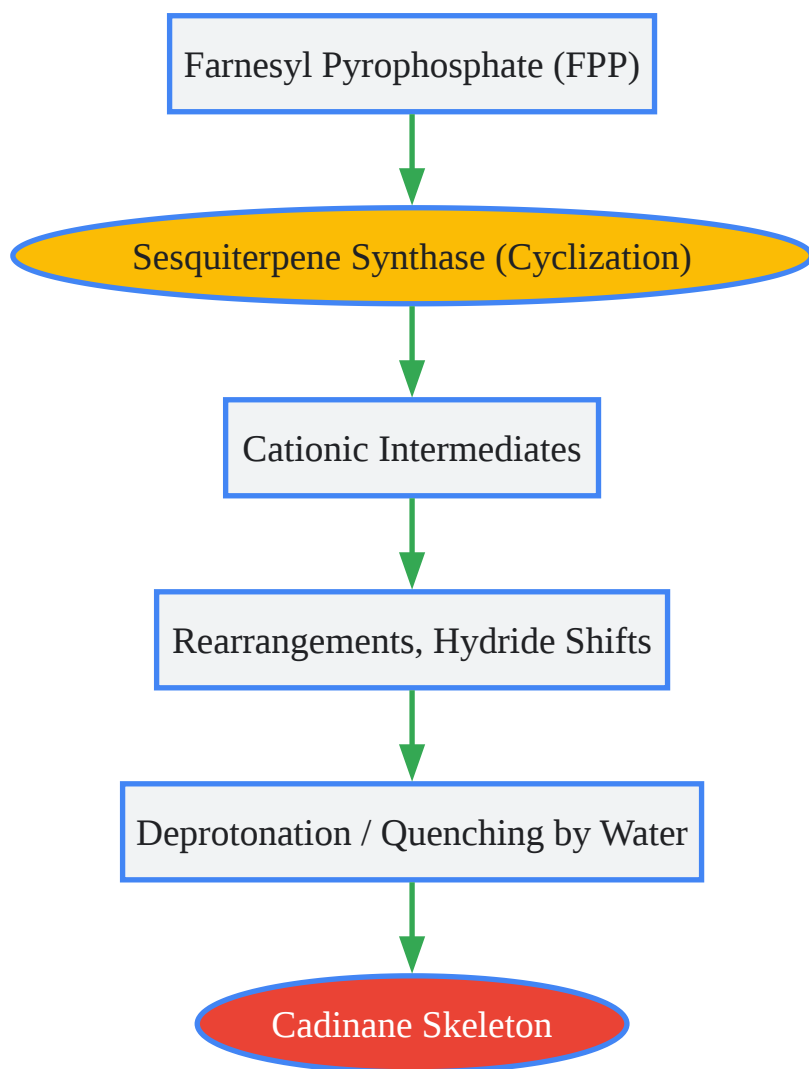 Farnesyl Pyrophosphate (FPP)
Sesquiterpene Synthase (Cyclization)
Cationic Intermediates
Rearrangements, Hydride Shifts
Deprotonation / Quenching by Water
Cadinane Skeleton